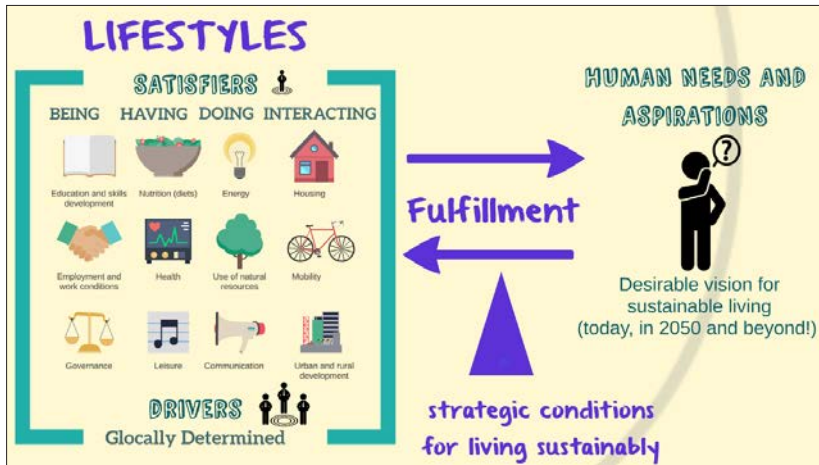 LIFESTYLES
SATISFIERS
BEING HAVING DOING INTERACTING
Education and skills
development
Nutrition (diets)
Energy
Housing
Employment and
work conditions
Health
Use of natural
resources
Mobility
Governance
Leisure
Communication
Urban and rural
development
DRIVERS
Glocally Determined
Fulfillment
strategic conditions
for living sustainably
HUMAN NEEDS AND
ASPIRATIONS
?
Desirable vision for
sustainable living
(today, in 2050 and beyond!)